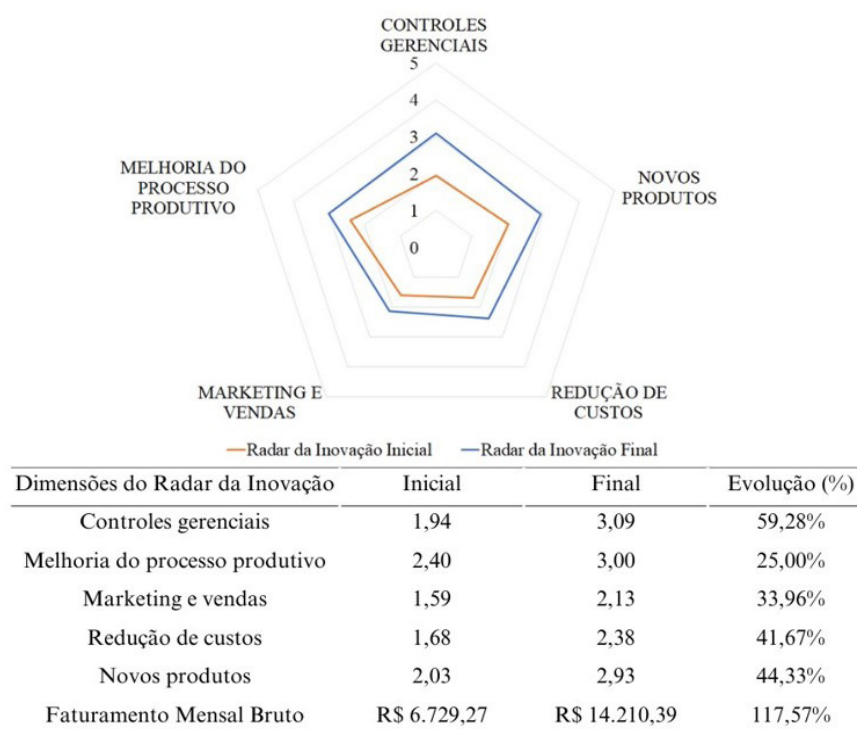 CONTROLES
GERENCIAIS
5
4
3
2
1
0
MELHORIA DO
PROCESSO
PRODUTIVO
NOVOS
PRODUTOS
MARKETING E
VENDAS
REDUÇÃO DE
CUSTOS
Radar da Inovação Inicial Radar da Inovação Final
Dimensões do Radar da Inovação Inicial Final Evolução (%)
Controles gerenciais 1,94 3,09 59,28%
Melhoria do processo produtivo 2,40 3,00 25,00%
Marketing e vendas 1,59 2,13 33,96%
Redução de custos 1,68 2,38 41,67%
Novos produtos 2,03 2,93 44,33%
Faturamento Mensal Bruto R$ 6.729,27 R$ 14.210,39 117,57%